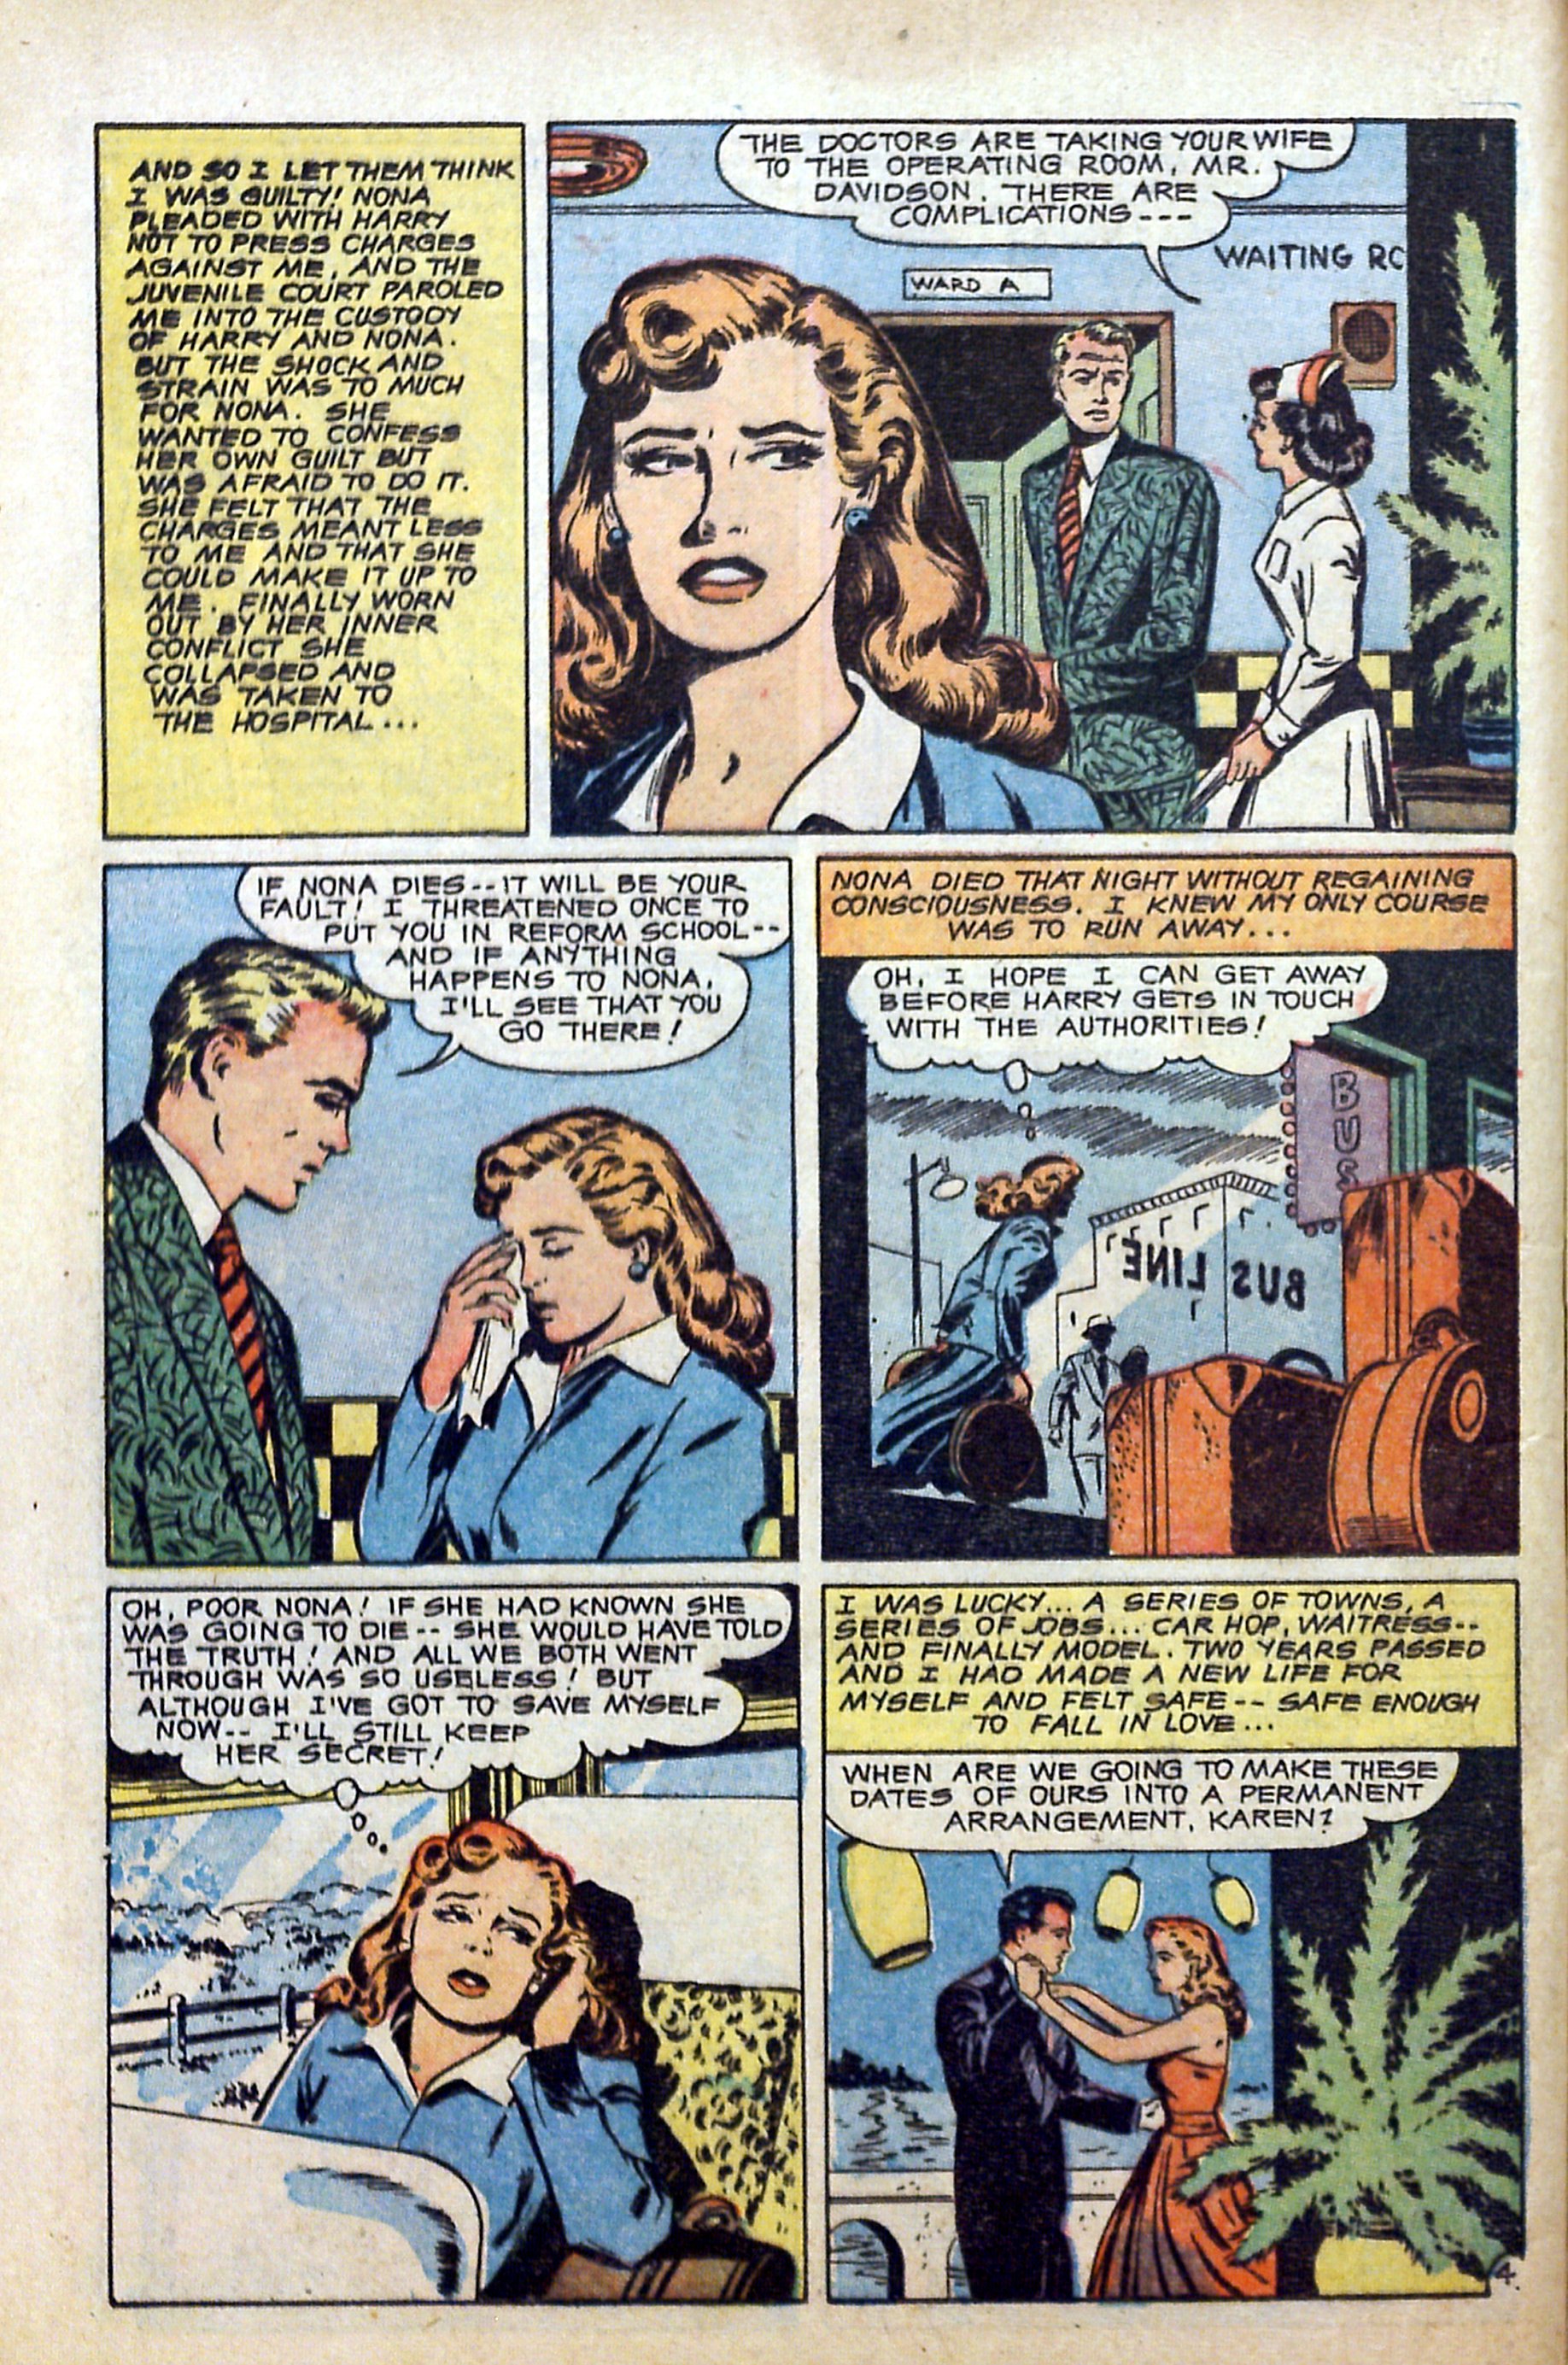 AND SO I LET THEM THINK
I WAS GUILTY! NONA
PLEADED WITH HARRY
NOT TO PRESS CHARGES
AGAINST ME, AND THE
JUVENILE COURT PAROLED
ME INTO THE CUSTODY
OF HARRY AND NONA.
BUT THE SHOCK AND
STRAIN WAS TO MUCH
FOR NONA. SHE
WANTED TO CONFESS
HER OWN GUILT BUT
WAS AFRAID TO DO IT.
SHE FELT THAT THE
CHARGES MEANT LESS
TO ME AND THAT SHE
COULD MAKE IT UP TO
ME. FINALLY WORN
OUT BY HER INNER
CONFLICT SHE
COLLAPSED AND
WAS TAKEN TO
THE HOSPITAL...
THE DOCTORS ARE TAKING YOUR WIFE
TO THE OPERATING ROOM, MR.
DAVIDSON. THERE ARE
COMPLICATIONS---
WAITING RO
WARD A
IF NONA DIES--IT WILL BE YOUR
FAULT! I THREATENED ONCE TO
PUT YOU IN REFORM SCHOOL--
AND IF ANYTHING
HAPPENS TO NONA,
I'LL SEE THAT YOU
GO THERE!
NONA DIED THAT NIGHT WITHOUT REGAINING
CONSCIOUSNESS. I KNEW MY ONLY COURSE
WAS TO RUN AWAY...
OH, I HOPE I CAN GET AWAY
BEFORE HARRY GETS IN TOUCH
WITH THE AUTHORITIES!
BUS
BUS LINE
OH, POOR NONA! IF SHE HAD KNOWN SHE
WAS GOING TO DIE-- SHE WOULD HAVE TOLD
THE TRUTH! AND ALL WE BOTH WENT
THROUGH WAS SO USELESS! BUT
ALTHOUGH I'VE GOT TO SAVE MYSELF
NOW-- I'LL STILL KEEP
HER SECRET!
I WAS LUCKY... A SERIES OF TOWNS, A
SERIES OF JOBS... CAR HOP, WAITRESS--
AND FINALLY MODEL. TWO YEARS PASSED
AND I HAD MADE A NEW LIFE FOR
MYSELF AND FELT SAFE-- SAFE ENOUGH
TO FALL IN LOVE...
WHEN ARE WE GOING TO MAKE THESE
DATES OF OURS INTO A PERMANENT
ARRANGEMENT, KAREN?
4.